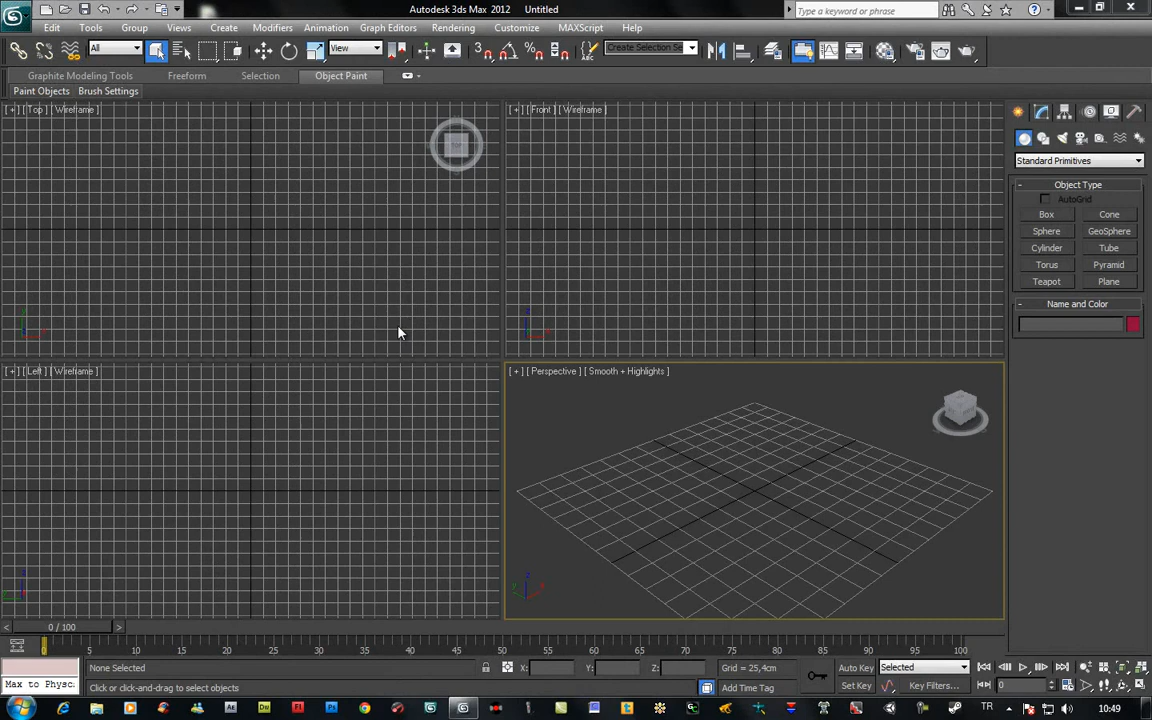 Autodesk 3ds Max 2012    Untitled
Type a keyword or phrase
Edit Tools Group Views Create Modifiers Animation Graph Editors Rendering Customize MAXScript Help
All View Create Selection Se
Graphite Modeling Tools Freeform Selection Object Paint
Paint Objects Brush Settings
[ + ] [ Top ] [ Wireframe ]
[ + ] [ Front ] [ Wireframe ]
TOP
Standard Primitives
- Object Type
AutoGrid
Box Cone
Sphere GeoSphere
Cylinder Tube
Torus Pyramid
Teapot Plane
- Name and Color
[ + ] [ Left ] [ Wireframe ]
[ + ] [ Perspective ] [ Smooth + Highlights ]
< 0 / 100 >
0 5 10 15 20 25 30 35 40 45 50 55 60 65 70 75 80 85 90 95 100
None Selected X: Y: Z: Grid = 25,4cm Auto Key Selected
Max to Physc
Click or click-and-drag to select objects Add Time Tag Set Key Key Filters... 0
TR 10:49